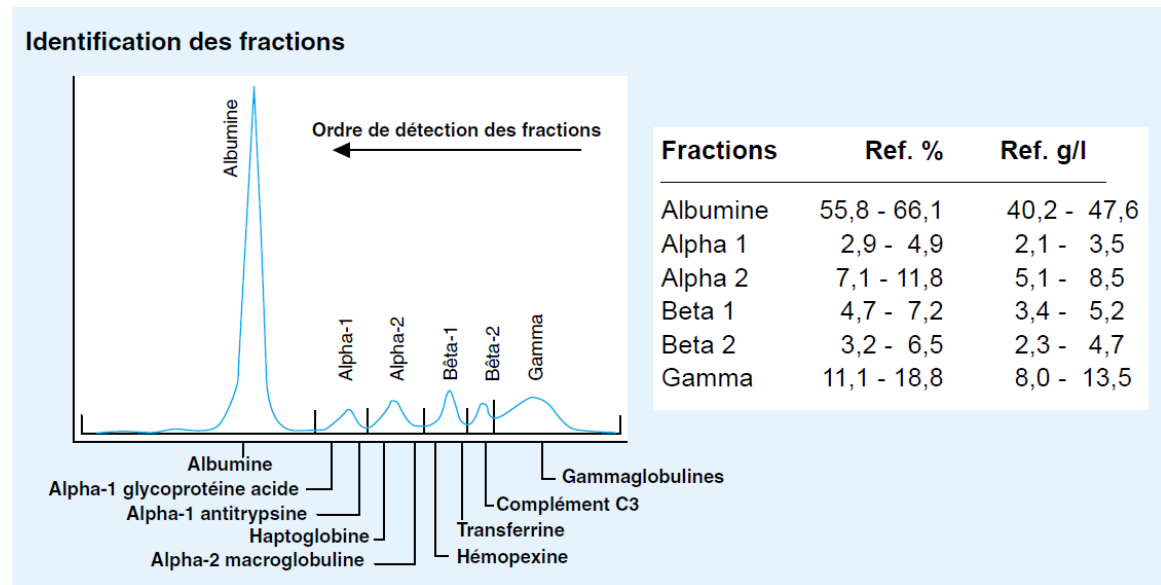 Identification des fractions
Albumine
Ordre de détection des fractions
Alpha-1
Alpha-2
Bêta-1
Bêta-2
Gamma
Albumine
Alpha-1 glycoprotéine acide
Alpha-1 antitrypsine
Haptoglobine
Alpha-2 macroglobuline
Gammaglobulines
Complément C3
Transferrine
Hémopexine
Fractions Ref. % Ref. g/l
Albumine 55,8 - 66,1 40,2 - 47,6
Alpha 1 2,9 - 4,9 2,1 - 3,5
Alpha 2 7,1 - 11,8 5,1 - 8,5
Beta 1 4,7 - 7,2 3,4 - 5,2
Beta 2 3,2 - 6,5 2,3 - 4,7
Gamma 11,1 - 18,8 8,0 - 13,5